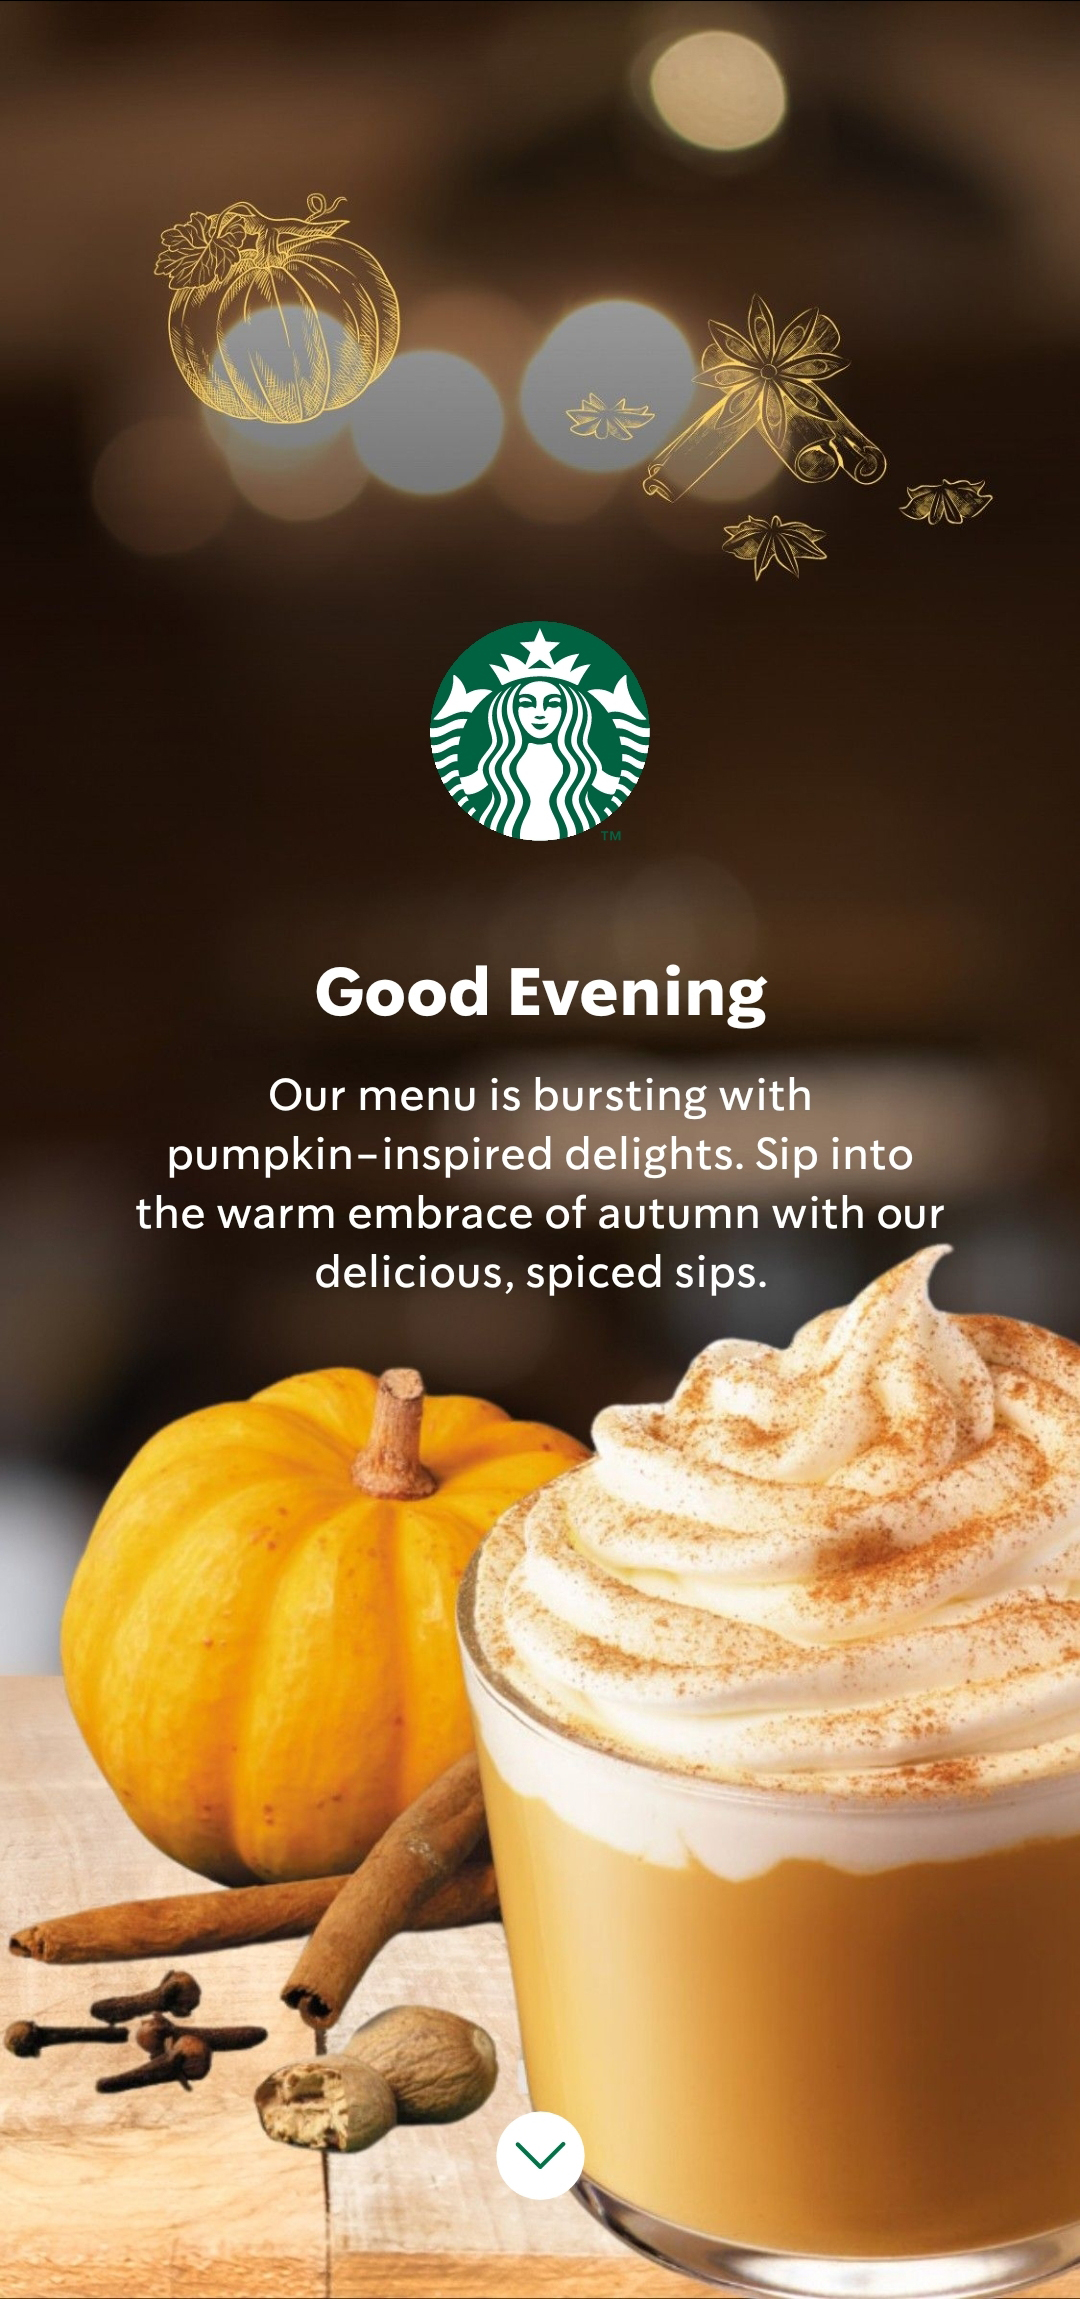 TM
Good Evening
Our menu is bursting with
pumpkin-inspired delights. Sip into
the warm embrace of autumn with our
delicious, spiced sips.